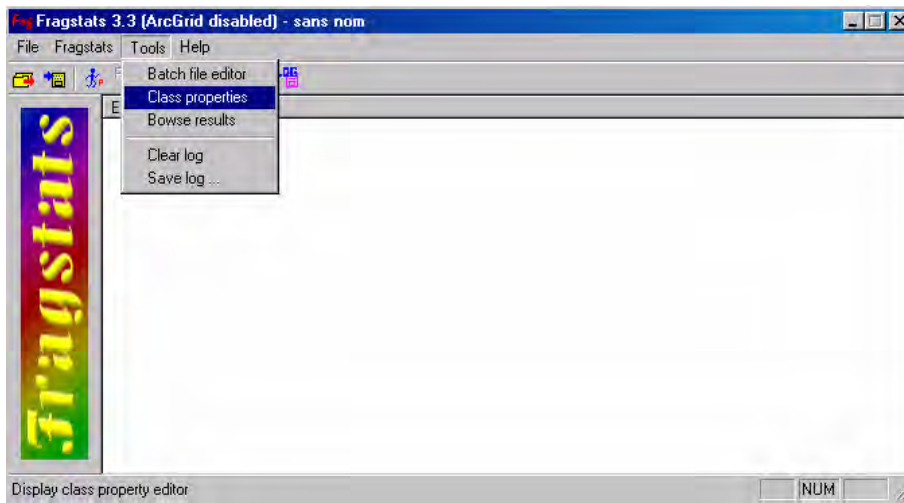 Fragstats 3.3 (ArcGrid disabled) - sans nom
File Fragstats Tools Help
Batch file editor
Class properties
Bowse results
Clear log
Save log ...
Fragstats
Display class property editor
NUM